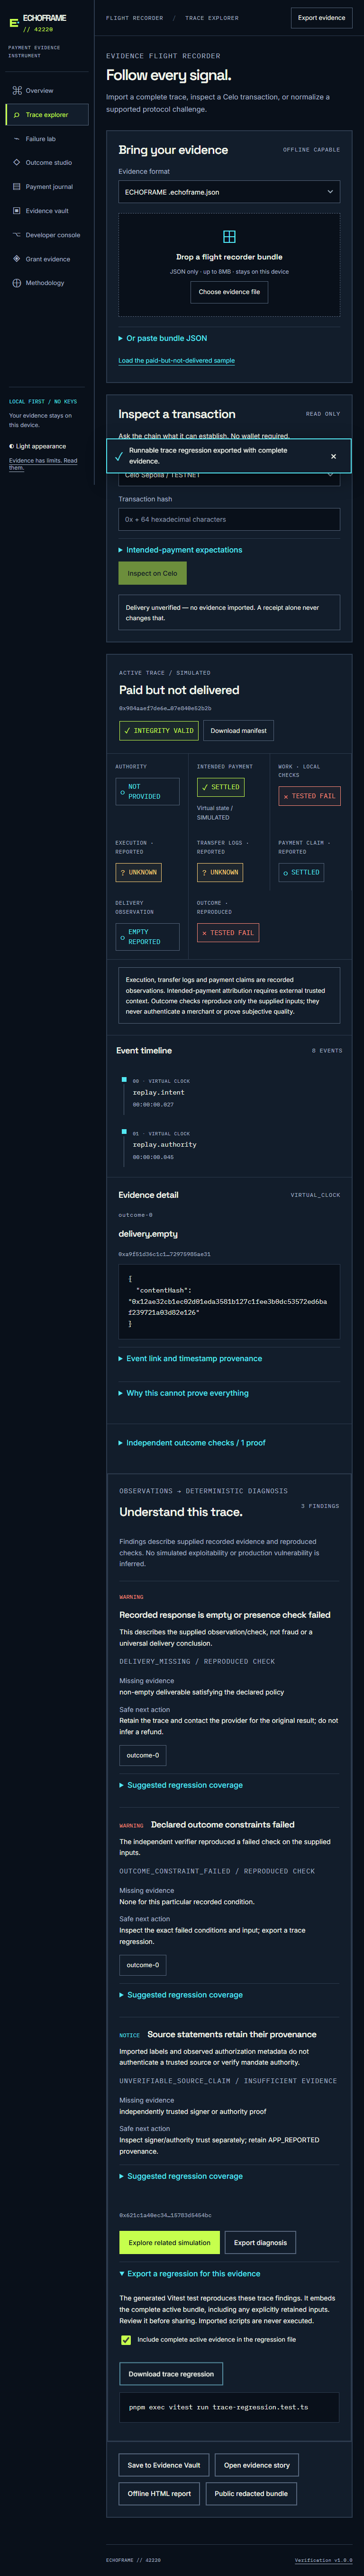 ECHOFRAME
// 42220
PAYMENT EVIDENCE
INSTRUMENT
Overview
Trace explorer
Failure lab
Outcome studio
Payment journal
Evidence vault
Developer console
Grant evidence
Methodology
LOCAL FIRST / NO KEYS
Your evidence stays on
this device.
Light appearance
Evidence has limits. Read
them.
FLIGHT RECORDER / TRACE EXPLORER
Export evidence
EVIDENCE FLIGHT RECORDER
Follow every signal.
Import a complete trace, inspect a Celo transaction, or normalize a
supported protocol challenge.
Bring your evidence
OFFLINE CAPABLE
Evidence format
ECHOFRAME .echoframe.json
Drop a flight recorder bundle
JSON only · up to 8MB · stays on this device
Choose evidence file
Or paste bundle JSON
Load the paid-but-not-delivered sample
Inspect a transaction
READ ONLY
Ask the chain what it can establish. No wallet required.
Runnable trace regression exported with complete
evidence.
Celo Sepolia / TESTNET
Transaction hash
0x + 64 hexadecimal characters
Intended-payment expectations
Inspect on Celo
Delivery unverified — no evidence imported. A receipt alone never
changes that.
ACTIVE TRACE / SIMULATED
Paid but not delivered
0x984aaef7de6e…07e840e52b2b
✓ INTEGRITY VALID
Download manifest
AUTHORITY
NOT
PROVIDED
INTENDED PAYMENT
✓ SETTLED
Virtual state /
SIMULATED
WORK · LOCAL
CHECKS
× TESTED FAIL
EXECUTION ·
REPORTED
? UNKNOWN
TRANSFER LOGS ·
REPORTED
? UNKNOWN
PAYMENT CLAIM ·
REPORTED
SETTLED
DELIVERY
OBSERVATION
EMPTY
REPORTED
OUTCOME ·
REPRODUCED
× TESTED FAIL
Execution, transfer logs and payment claims are recorded
observations. Intended-payment attribution requires external trusted
context. Outcome checks reproduce only the supplied inputs; they
never authenticate a merchant or prove subjective quality.
Event timeline
8 EVENTS
00 · VIRTUAL CLOCK
replay.intent
00:00:00.027
01 · VIRTUAL CLOCK
replay.authority
00:00:00.045
Evidence detail
VIRTUAL_CLOCK
outcome-0
delivery.empty
0xa9f51d36c1c1…72975985ae31
{
"contentHash":
"0x12ae32cb1ec02d01eda3581b127c1fee3b0dc53572ed6ba
f239721a03d82e126"
}
Event link and timestamp provenance
Why this cannot prove everything
Independent outcome checks / 1 proof
OBSERVATIONS → DETERMINISTIC DIAGNOSIS
Understand this trace.
3 FINDINGS
Findings describe supplied recorded evidence and reproduced
checks. No simulated exploitability or production vulnerability is
inferred.
WARNING
Recorded response is empty or presence check failed
This describes the supplied observation/check, not fraud or a
universal delivery conclusion.
DELIVERY_MISSING / REPRODUCED CHECK
Missing evidence
non-empty deliverable satisfying the declared policy
Safe next action
Retain the trace and contact the provider for the original result; do not
infer a refund.
outcome-0
Suggested regression coverage
WARNING Declared outcome constraints failed
The independent verifier reproduced a failed check on the supplied
inputs.
OUTCOME_CONSTRAINT_FAILED / REPRODUCED CHECK
Missing evidence
None for this particular recorded condition.
Safe next action
Inspect the exact failed conditions and input; export a trace
regression.
outcome-0
Suggested regression coverage
NOTICE Source statements retain their provenance
Imported labels and observed authorization metadata do not
authenticate a trusted source or verify mandate authority.
UNVERIFIABLE_SOURCE_CLAIM / INSUFFICIENT EVIDENCE
Missing evidence
independently trusted signer or authority proof
Safe next action
Inspect signer/authority trust separately; retain APP_REPORTED
provenance.
Suggested regression coverage
0x621c1a40ec34…15783d5454bc
Explore related simulation
Export diagnosis
Export a regression for this evidence
The generated Vitest test reproduces these trace findings. It embeds
the complete active bundle, including any explicitly retained inputs.
Review it before sharing. Imported scripts are never executed.
Include complete active evidence in the regression file
Download trace regression
pnpm exec vitest run trace-regression.test.ts
Save to Evidence Vault
Open evidence story
Offline HTML report
Public redacted bundle
ECHOFRAME // 42220
Verification v1.0.0